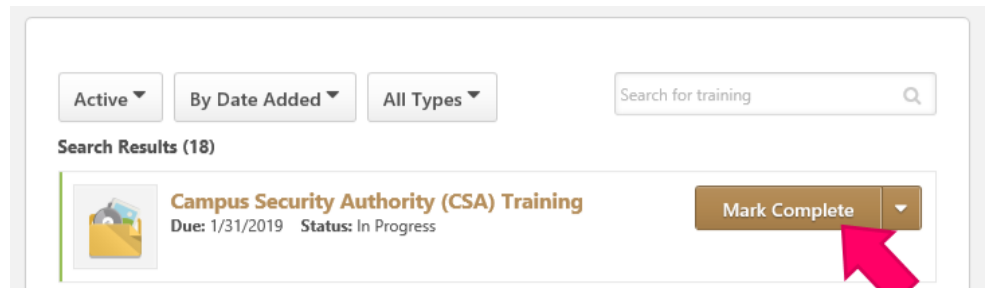 Active By Date Added All Types Search for training
Search Results (18)
Campus Security Authority (CSA) Training
Due: 1/31/2019 Status: In Progress
Mark Complete